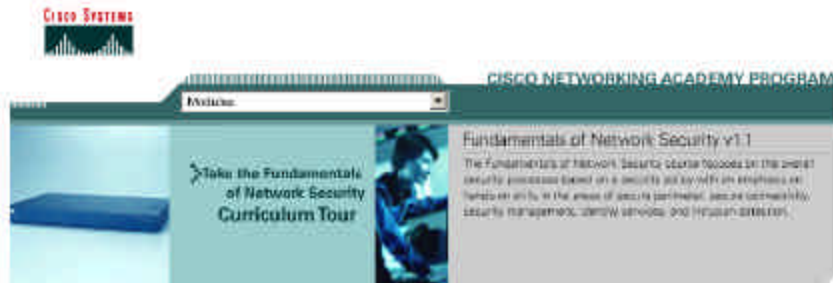 CISCO SYSTEMS
CISCO NETWORKING ACADEMY PROGRAM
Modules
Take the Fundamentals
of Network Security
Curriculum Tour
Fundamentals of Network Security v1.1
The Fundamentals of Network Security course focuses on the overall
security processes based on a security policy with an emphasis on
hands on skills in the areas of secure perimeter, secure connectivity,
security management, identity services, and intrusion detection.